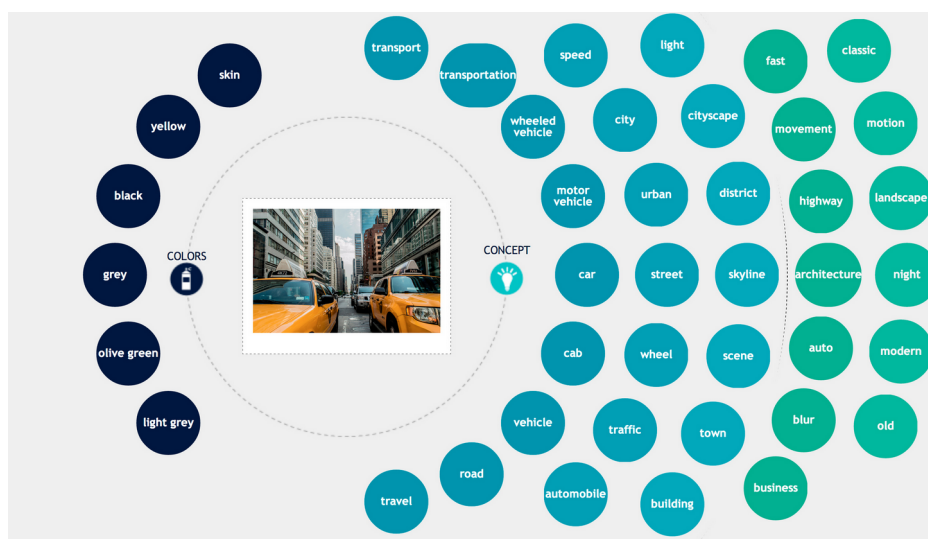 skin
yellow
black
grey
olive green
light grey
COLORS
CONCEPT
transport
transportation
wheeled
vehicle
motor
vehicle
car
cab
vehicle
road
travel
speed
light
city
cityscape
urban
district
street
skyline
wheel
scene
traffic
town
automobile
building
fast
classic
movement
motion
highway
landscape
architecture
night
auto
modern
blur
old
business